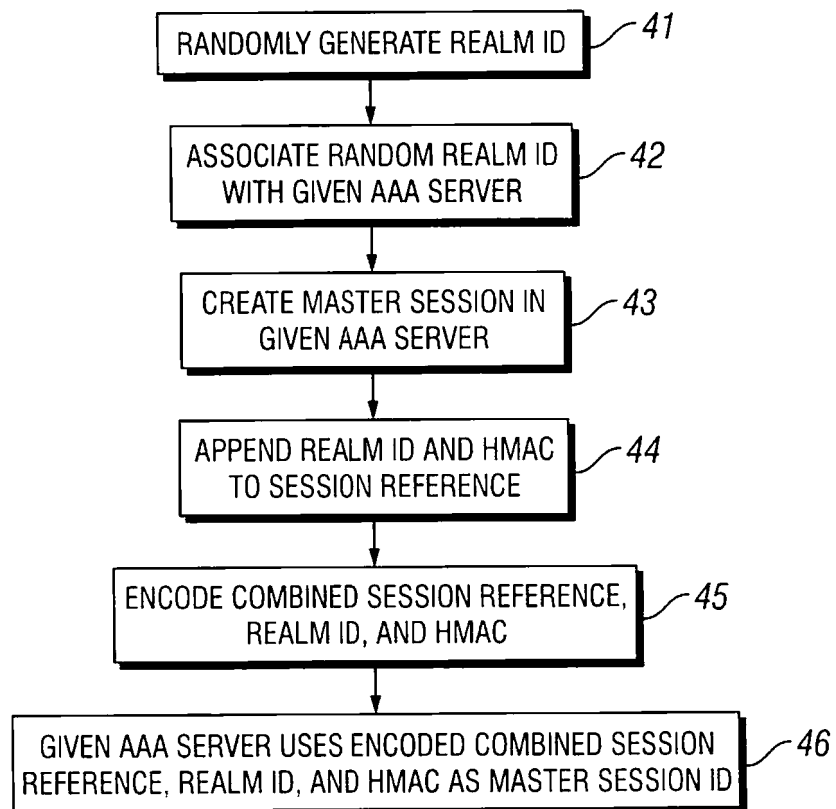 RANDOMLY GENERATE REALM ID
41
ASSOCIATE RANDOM REALM ID
WITH GIVEN AAA SERVER
42
CREATE MASTER SESSION IN
GIVEN AAA SERVER
43
APPEND REALM ID AND HMAC
TO SESSION REFERENCE
44
ENCODE COMBINED SESSION REFERENCE,
REALM ID, AND HMAC
45
GIVEN AAA SERVER USES ENCODED COMBINED SESSION
REFERENCE, REALM ID, AND HMAC AS MASTER SESSION ID
46